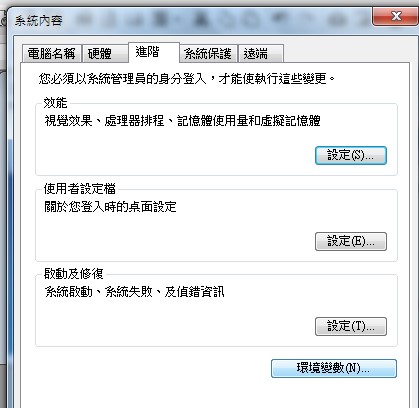 系統內容
電腦名稱 硬體 進階 系統保護 遠端
您必須以系統管理員的身分登入，才能使執行這些變更。
效能
視覺效果、處理器排程、記憶體使用量和虛擬記憶體
設定(S)...
使用者設定檔
關於您登入時的桌面設定
設定(E)...
啟動及修復
系統啟動、系統失敗、及偵錯資訊
設定(T)...
環境變數(N)...